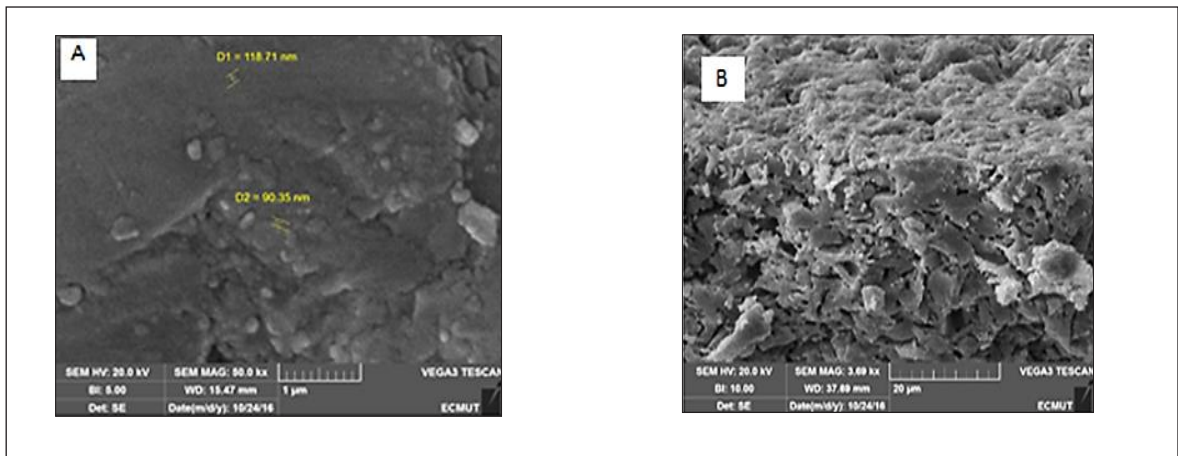 A
D1 = 118.71 nm
D2 = 90.35 nm
SEM HV: 20.0 kV SEM MAG: 50.0 kx VEGA3 TESCAN
BI: 5.00 WD: 15.47 mm 1 µm
Det: SE Date(m/d/y): 10/24/16 ECMUT
B
SEM HV: 20.0 kV SEM MAG: 3.69 kx VEGA3 TESCAN
BI: 10.00 WD: 37.69 mm 20 µm
Det: SE Date(m/d/y): 10/24/16 ECMUT